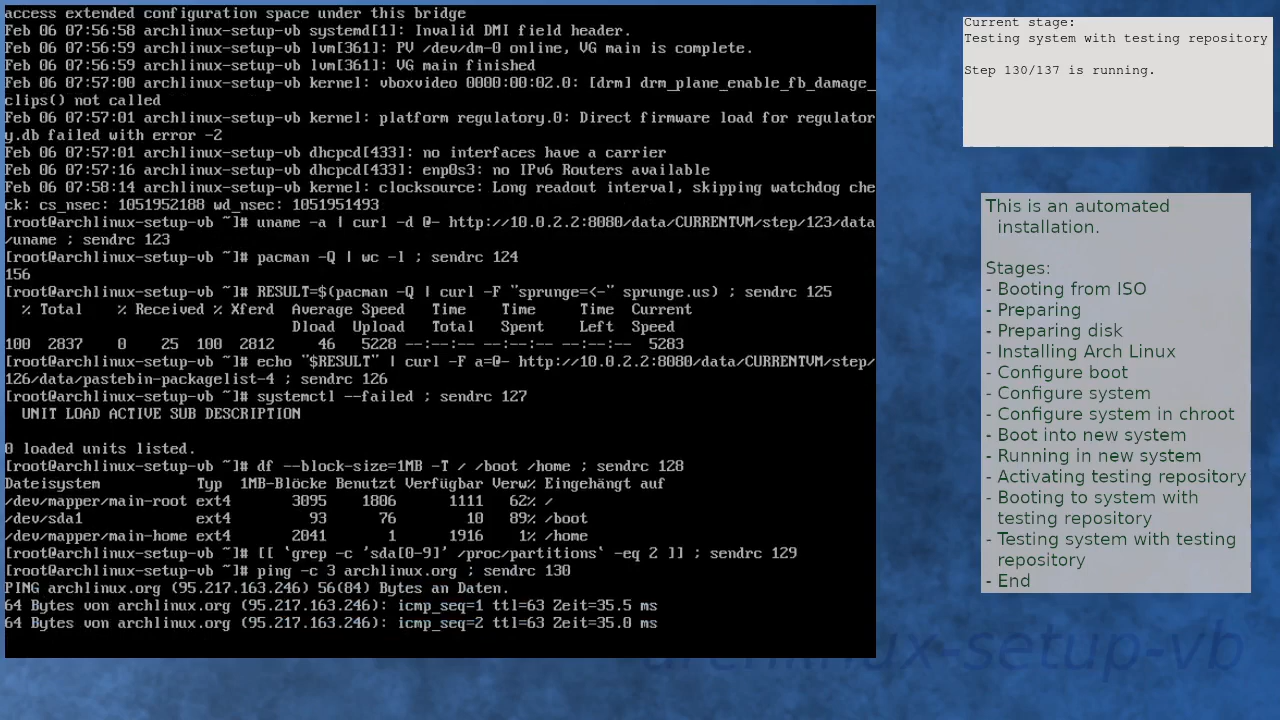 access extended configuration space under this bridge
Feb 06 07:56:58 archlinux-setup-vb systemd[1]: Invalid DMI field header.
Feb 06 07:56:59 archlinux-setup-vb lvm[361]: PV /dev/dm-0 online, VG main is complete.
Feb 06 07:56:59 archlinux-setup-vb lvm[361]: VG main finished
Feb 06 07:57:00 archlinux-setup-vb kernel: vboxvideo 0000:00:02.0: [drm] drm_plane_enable_fb_damage_
clips() not called
Feb 06 07:57:01 archlinux-setup-vb kernel: platform regulatory.0: Direct firmware load for regulator
y.db failed with error -2
Feb 06 07:57:01 archlinux-setup-vb dhcpcd[433]: no interfaces have a carrier
Feb 06 07:57:16 archlinux-setup-vb dhcpcd[433]: enp0s3: no IPv6 Routers available
Feb 06 07:58:14 archlinux-setup-vb kernel: clocksource: Long readout interval, skipping watchdog che
ck: cs_nsec: 1051952188 wd_nsec: 1051951493
[root@archlinux-setup-vb ~]# uname -a | curl -d @- http://10.0.2.2:8080/data/CURRENTVM/step/123/data
/uname ; sendrc 123
[root@archlinux-setup-vb ~]# pacman -Q | wc -l ; sendrc 124
156
[root@archlinux-setup-vb ~]# RESULT=$(pacman -Q | curl -F "sprunge=<-" sprunge.us) ; sendrc 125
% Total % Received % Xferd Average Speed Time Time Time Current
Dload Upload Total Spent Left Speed
100 2837 0 25 100 2812 46 5228 --:--:-- --:--:-- --:--:-- 5283
[root@archlinux-setup-vb ~]# echo "$RESULT" | curl -F a=@- http://10.0.2.2:8080/data/CURRENTVM/step/
126/data/pastebin-packagelist-4 ; sendrc 126
[root@archlinux-setup-vb ~]# systemctl --failed ; sendrc 127
UNIT LOAD ACTIVE SUB DESCRIPTION
0 loaded units listed.
[root@archlinux-setup-vb ~]# df --block-size=1MB -T / /boot /home ; sendrc 128
Dateisystem Typ 1MB-Blöcke Benutzt Verfügbar Verw% Eingehängt auf
/dev/mapper/main-root ext4 3095 1806 1111 62% /
/dev/sda1 ext4 93 76 10 89% /boot
/dev/mapper/main-home ext4 2041 1 1916 1% /home
[root@archlinux-setup-vb ~]# [[ `grep -c 'sda[0-9]' /proc/partitions` -eq 2 ]] ; sendrc 129
[root@archlinux-setup-vb ~]# ping -c 3 archlinux.org ; sendrc 130
PING archlinux.org (95.217.163.246) 56(84) Bytes an Daten.
64 Bytes von archlinux.org (95.217.163.246): icmp_seq=1 ttl=63 Zeit=35.5 ms
64 Bytes von archlinux.org (95.217.163.246): icmp_seq=2 ttl=63 Zeit=35.0 ms
Current stage:
Testing system with testing repository
Step 130/137 is running.
This is an automated
installation.
Stages:
- Booting from ISO
- Preparing
- Preparing disk
- Installing Arch Linux
- Configure boot
- Configure system
- Configure system in chroot
- Boot into new system
- Running in new system
- Activating testing repository
- Booting to system with
testing repository
- Testing system with testing
repository
- End
archlinux-setup-vb